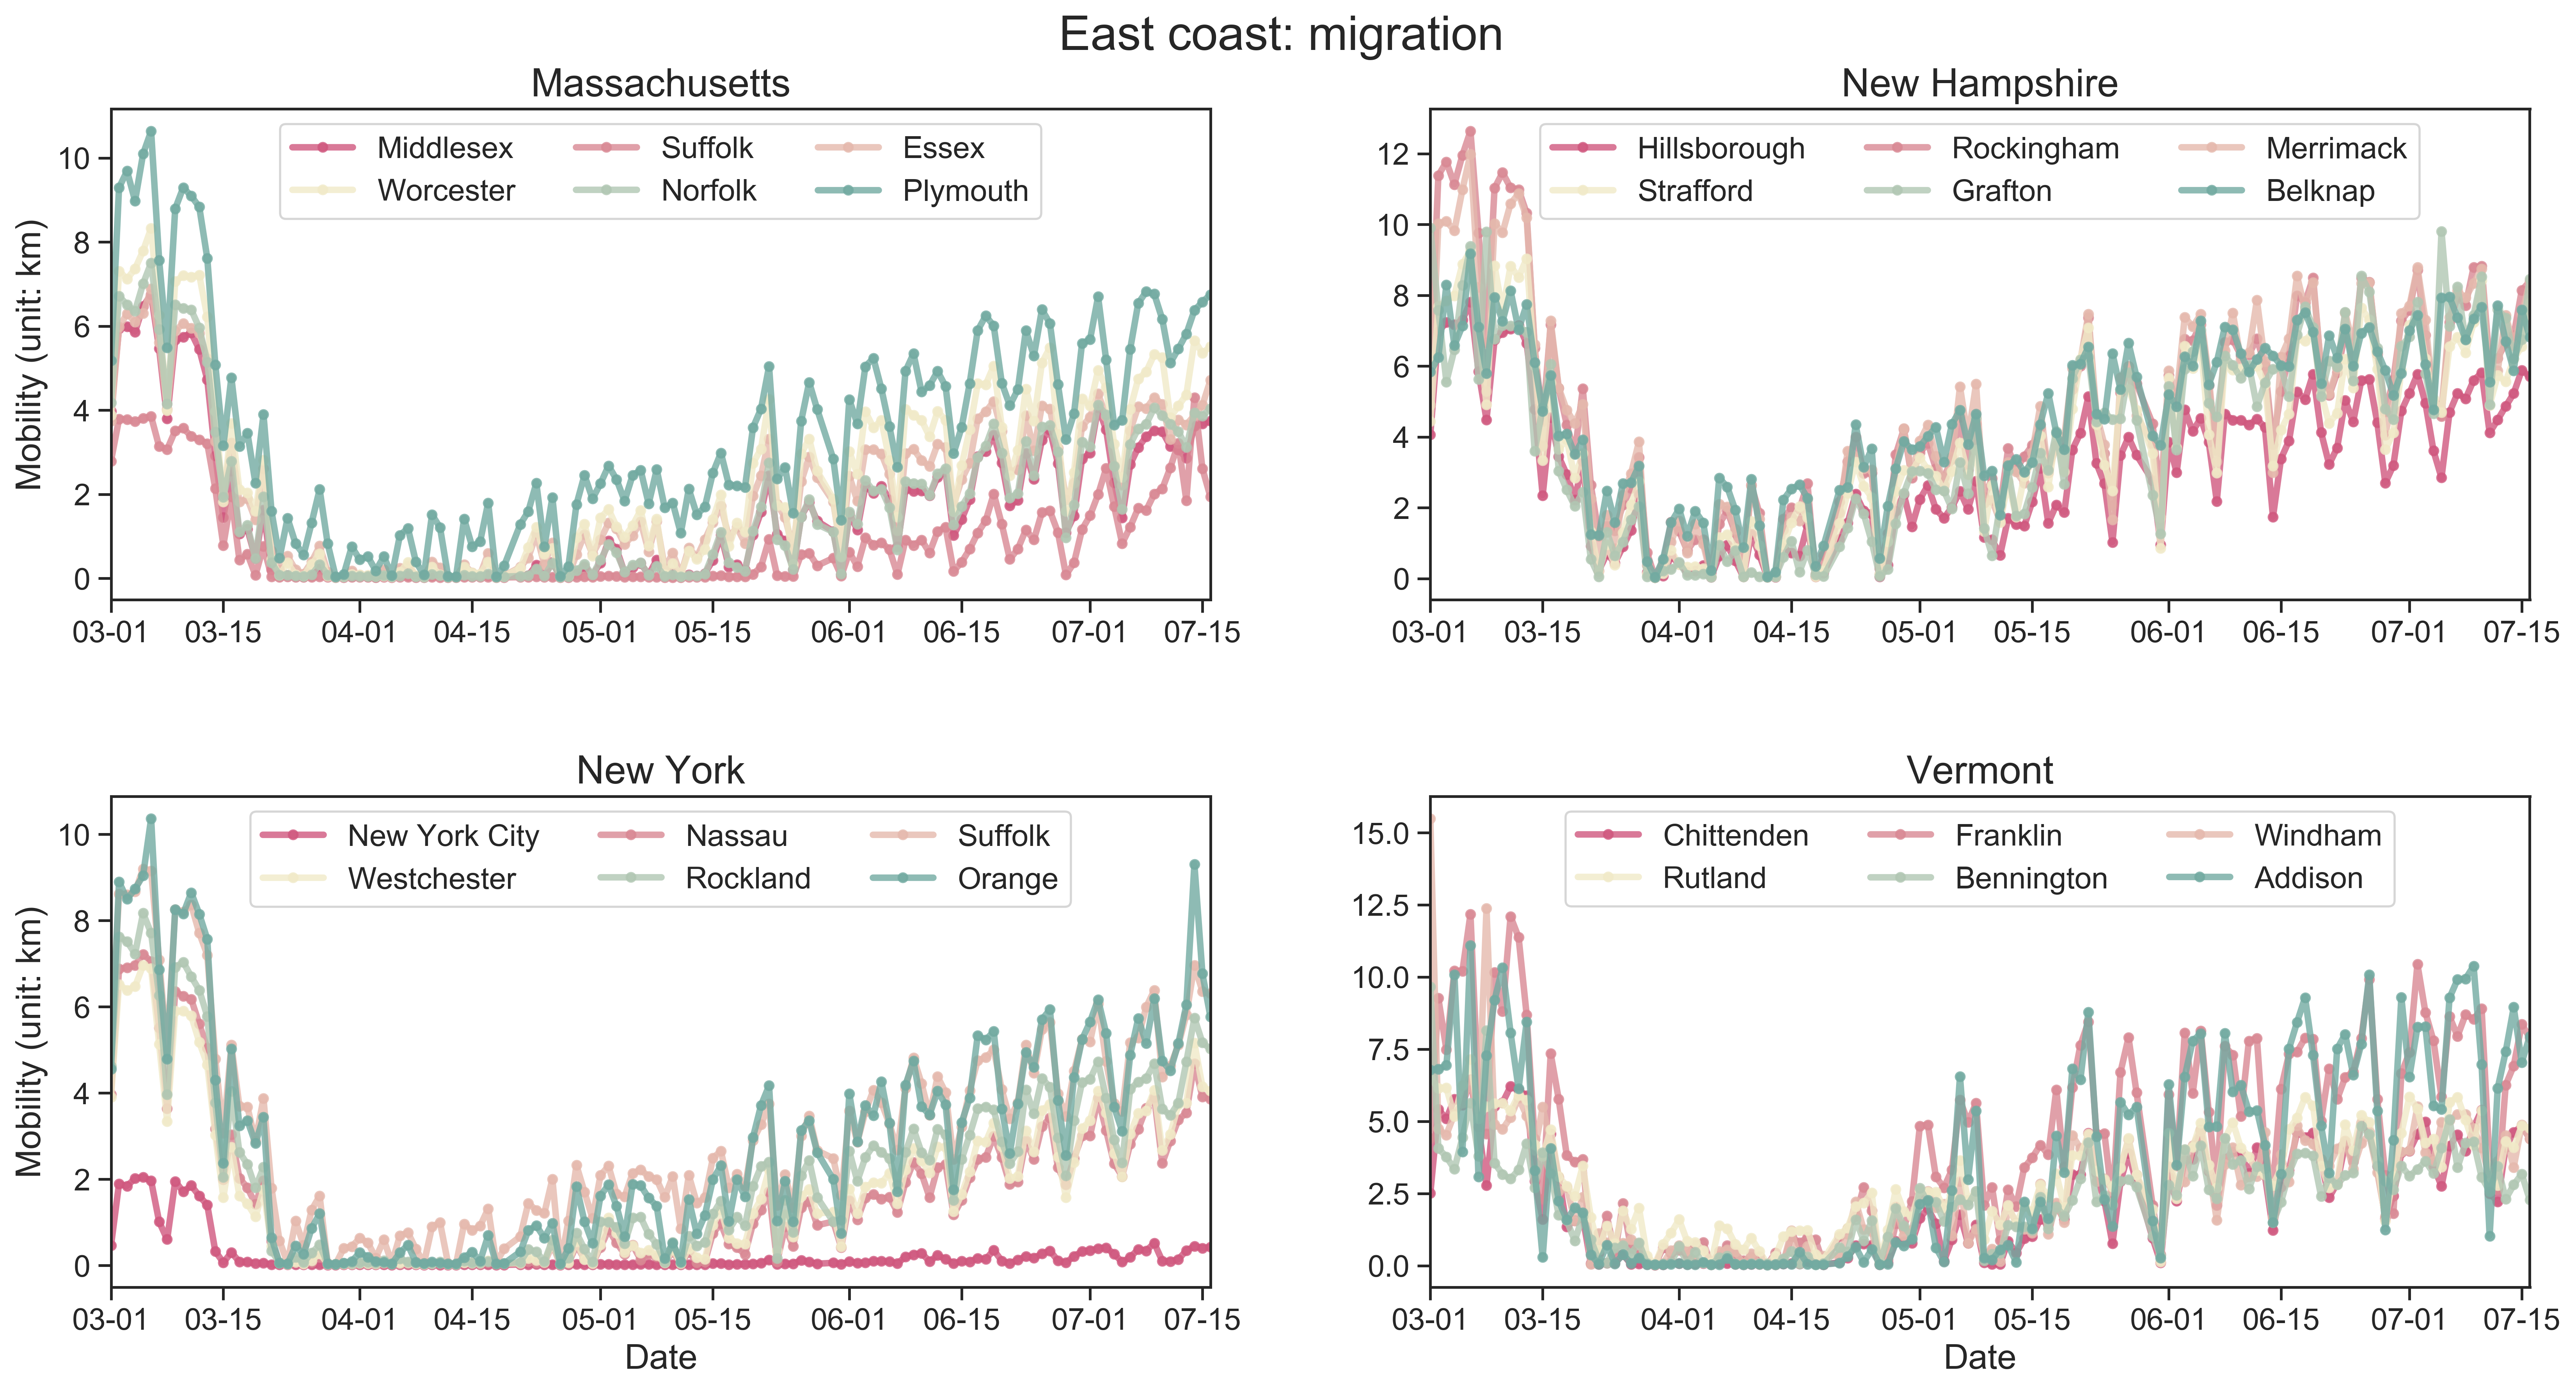 East coast: migration
Massachusetts
Mobility (unit: km)
10
8
6
4
2
0
Middlesex Suffolk Essex
Worcester Norfolk Plymouth
03-01 03-15 04-01 04-15 05-01 05-15 06-01 06-15 07-01 07-15
New Hampshire
12
10
8
6
4
2
0
Hillsborough Rockingham Merrimack
Strafford Grafton Belknap
03-01 03-15 04-01 04-15 05-01 05-15 06-01 06-15 07-01 07-15
New York
Mobility (unit: km)
10
8
6
4
2
0
New York City Nassau Suffolk
Westchester Rockland Orange
03-01 03-15 04-01 04-15 05-01 05-15 06-01 06-15 07-01 07-15
Date
Vermont
15.0
12.5
10.0
7.5
5.0
2.5
0.0
Chittenden Franklin Windham
Rutland Bennington Addison
03-01 03-15 04-01 04-15 05-01 05-15 06-01 06-15 07-01 07-15
Date